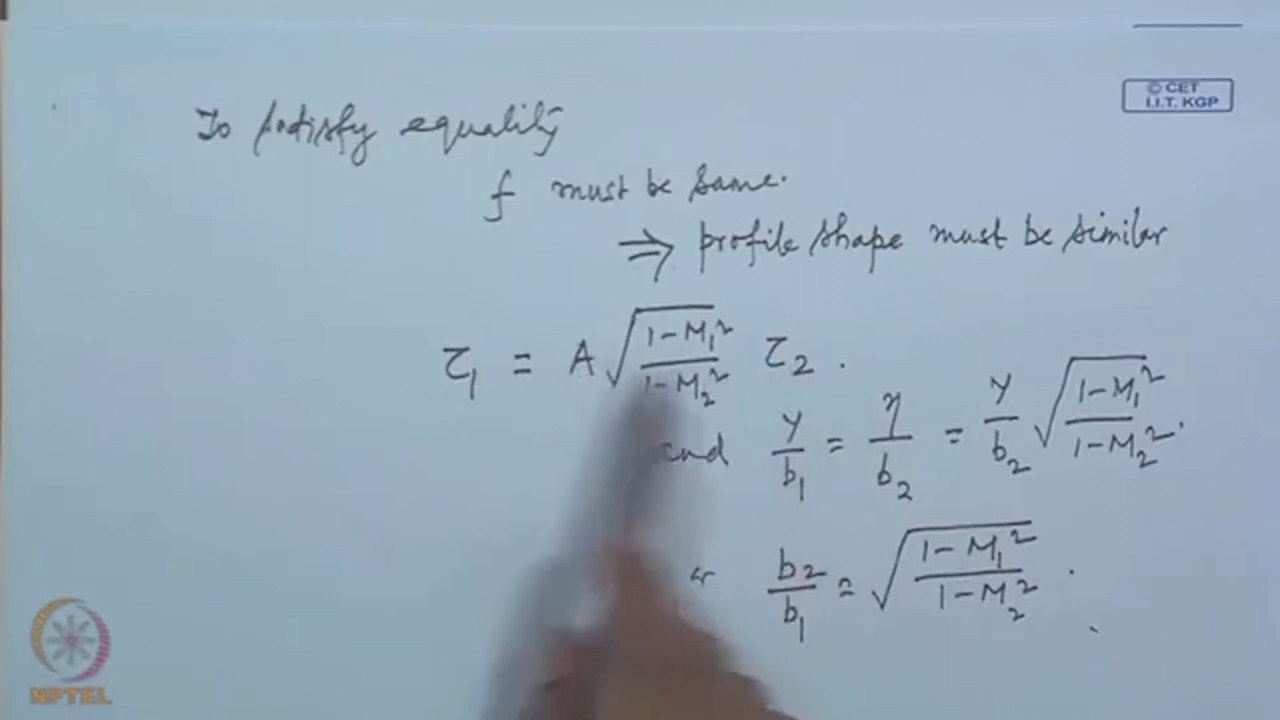 © CET
I.I.T. KGP
To satisfy equality
f must be same.
⇒ profile shape must be similar
τ₁ = A √((1-M₁²)/(1-M₂²)) τ₂ .
and y/b₁ = η/b₂ = y/b₂ √((1-M₁²)/(1-M₂²)) .
or b₂/b₁ = √((1-M₁²)/(1-M₂²)) .
NPTEL